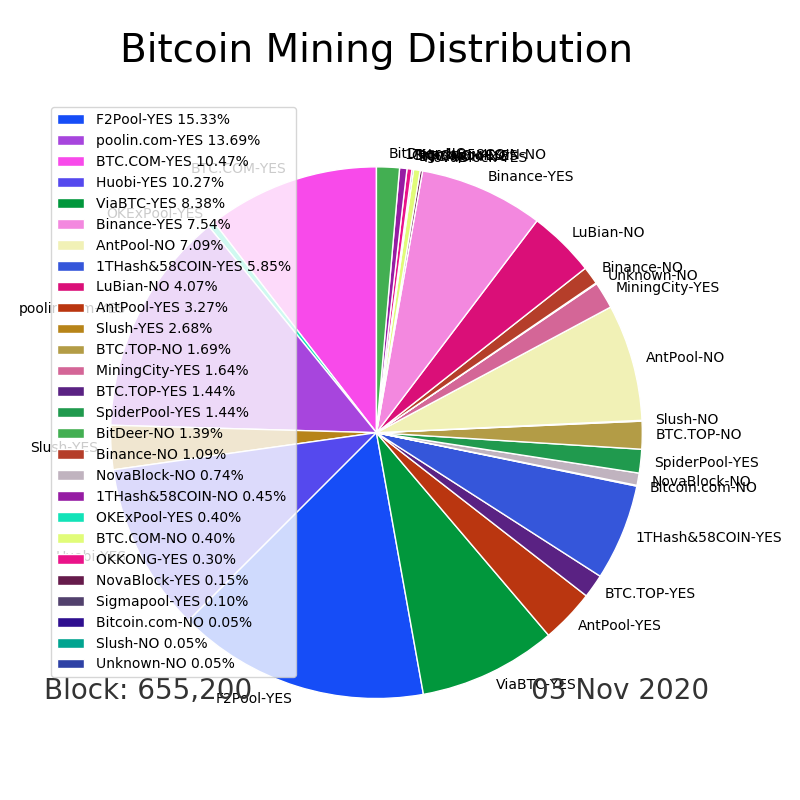 Bitcoin Mining Distribution
F2Pool-YES 15.33%
poolin.com-YES 13.69%
BTC.COM-YES 10.47%
Huobi-YES 10.27%
ViaBTC-YES 8.38%
Binance-YES 7.54%
AntPool-NO 7.09%
1THash&58COIN-YES 5.85%
LuBian-NO 4.07%
AntPool-YES 3.27%
Slush-YES 2.68%
BTC.TOP-NO 1.69%
MiningCity-YES 1.64%
BTC.TOP-YES 1.44%
SpiderPool-YES 1.44%
BitDeer-NO 1.39%
Binance-NO 1.09%
NovaBlock-NO 0.74%
1THash&58COIN-NO 0.45%
OKExPool-YES 0.40%
BTC.COM-NO 0.40%
OKKONG-YES 0.30%
NovaBlock-YES 0.15%
Sigmapool-YES 0.10%
Bitcoin.com-NO 0.05%
Slush-NO 0.05%
Unknown-NO 0.05%
BTC.COM-YES
OKExPool-YES
Slush-YES
Huobi-YES
F2Pool-YES
Binance-YES
LuBian-NO
Binance-NO
Unknown-NO
MiningCity-YES
AntPool-NO
Slush-NO
BTC.TOP-NO
SpiderPool-YES
NovaBlock-NO
Bitcoin.com-NO
1THash&58COIN-YES
BTC.TOP-YES
AntPool-YES
ViaBTC-YES
Block: 655,200
03 Nov 2020